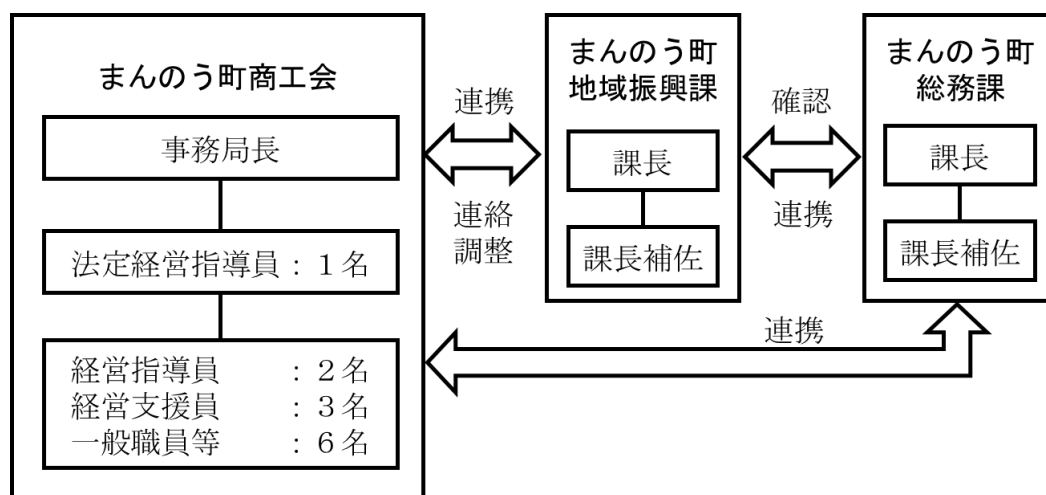 まんのう町商工会
事務局長
法定経営指導員：１名
経営指導員　　：２名
経営支援員　　：３名
一般職員等　　：６名
連携
連絡
調整
まんのう町
地域振興課
課長
課長補佐
確認
連携
まんのう町
総務課
課長
課長補佐
連携